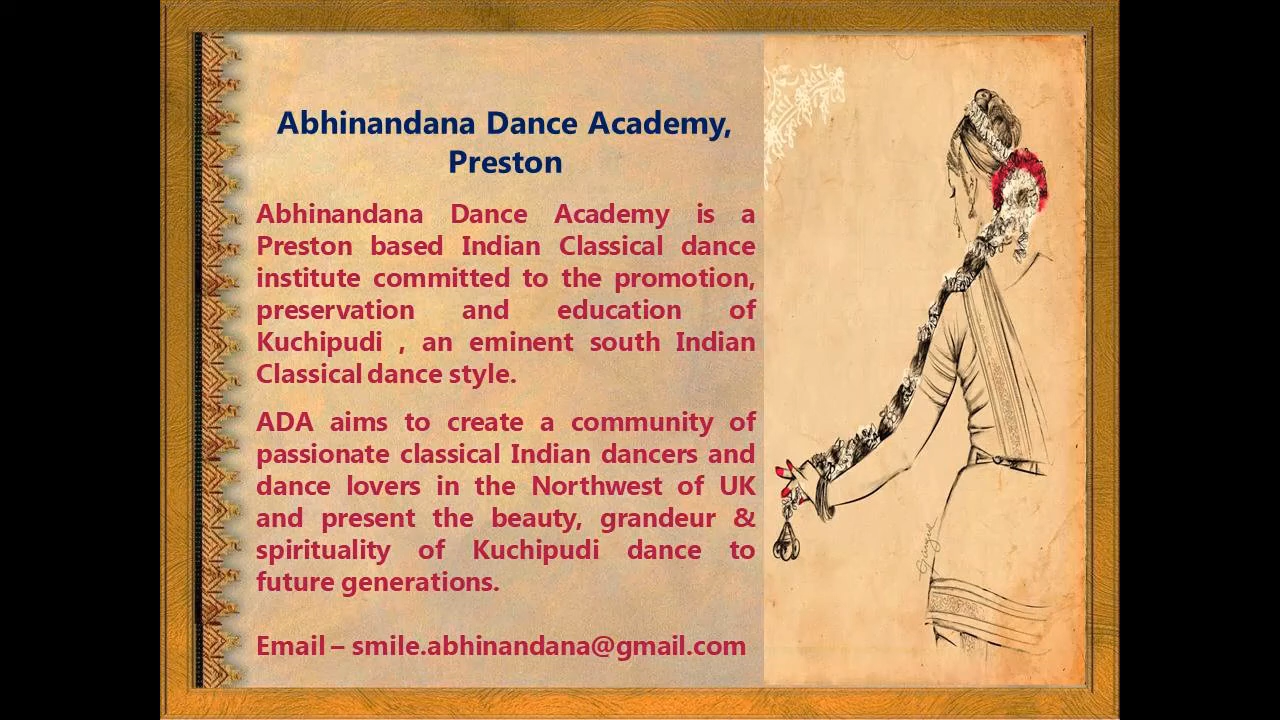 Abhinandana Dance Academy,
Preston
Abhinandana Dance Academy is a
Preston based Indian Classical dance
institute committed to the promotion,
preservation and education of
Kuchipudi , an eminent south Indian
Classical dance style.
ADA aims to create a community of
passionate classical Indian dancers and
dance lovers in the Northwest of UK
and present the beauty, grandeur &
spirituality of Kuchipudi dance to
future generations.
Email – smile.abhinandana@gmail.com